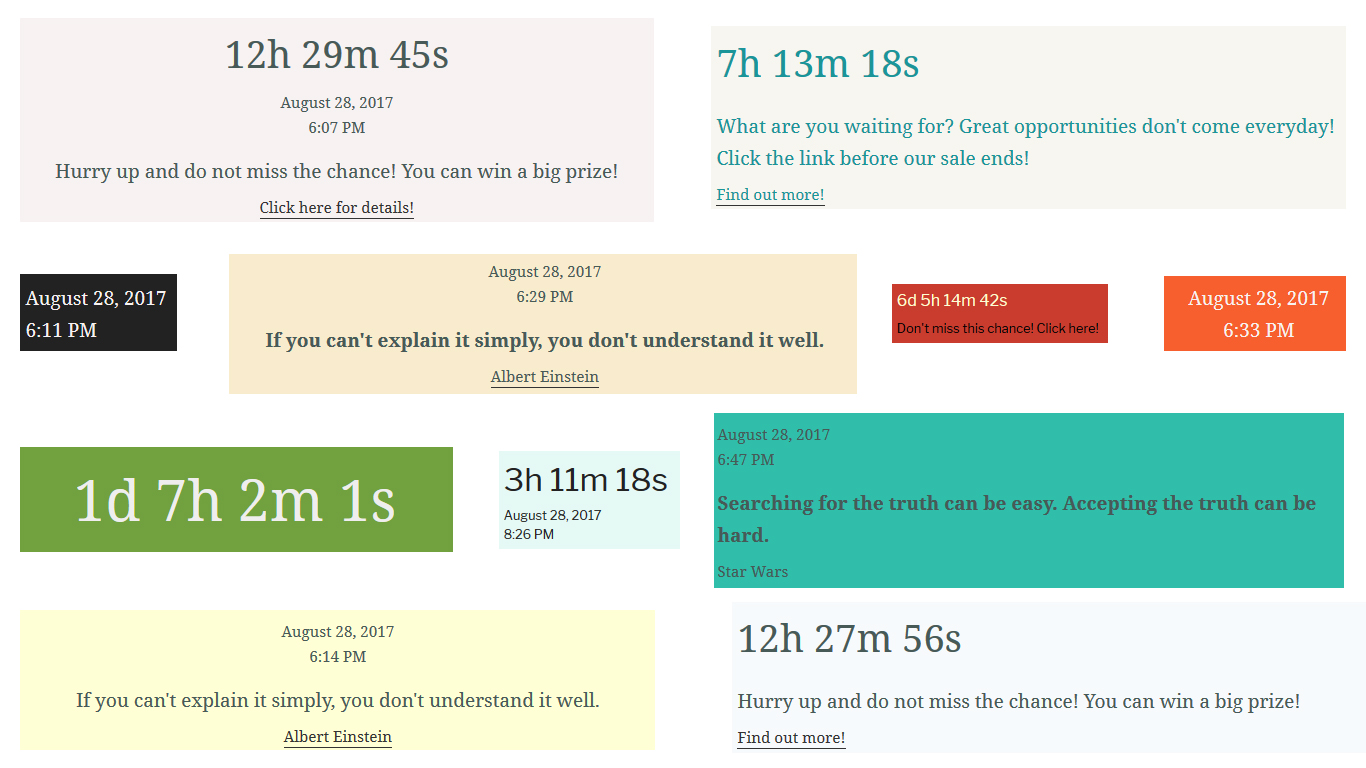 12h 29m 45s
August 28, 2017
6:07 PM
Hurry up and do not miss the chance! You can win a big prize!
Click here for details!
7h 13m 18s
What are you waiting for? Great opportunities don't come everyday!
Click the link before our sale ends!
Find out more!
August 28, 2017
6:11 PM
August 28, 2017
6:29 PM
If you can't explain it simply, you don't understand it well.
Albert Einstein
6d 5h 14m 42s
Don't miss this chance! Click here!
August 28, 2017
6:33 PM
1d 7h 2m 1s
3h 11m 18s
August 28, 2017
8:26 PM
August 28, 2017
6:47 PM
Searching for the truth can be easy. Accepting the truth can be
hard.
Star Wars
August 28, 2017
6:14 PM
If you can't explain it simply, you don't understand it well.
Albert Einstein
12h 27m 56s
Hurry up and do not miss the chance! You can win a big prize!
Find out more!